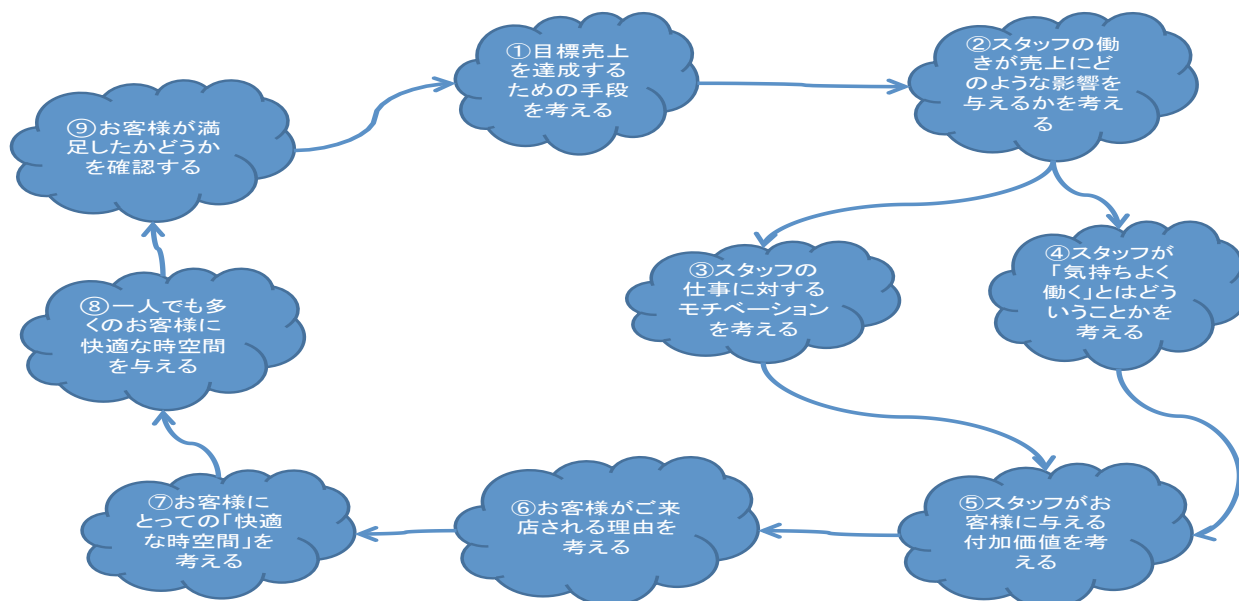 ①目標売上
を達成する
ための手段
を考える
②スタッフの働
きが売上にど
のような影響を
与えるかを考え
る
③スタッフの
仕事に対する
モチベーション
を考える
④スタッフが
「気持ちよく
働く」とはどう
いうことかを
考える
⑤スタッフがお
客様に与える
付加価値を考
える
⑥お客様がご来
店される理由を
考える
⑦お客様に
とっての「快適
な時空間」を
考える
⑧一人でも多
くのお客様に
快適な時空間
を与える
⑨お客様が満
足したかどうか
を確認する